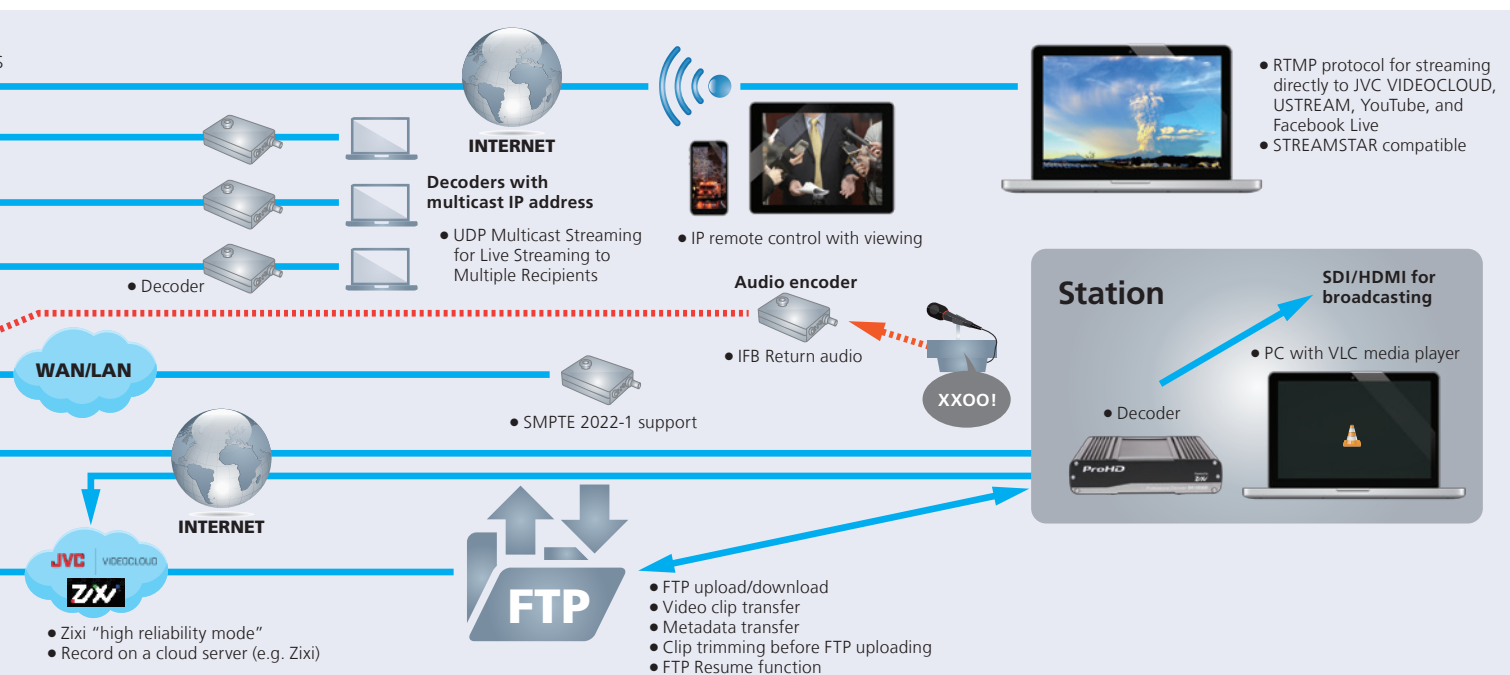 S
INTERNET
• RTMP protocol for streaming
directly to JVC VIDEOCLOUD,
USTREAM, YouTube, and
Facebook Live
• STREAMSTAR compatible
Decoders with
multicast IP address
• UDP Multicast Streaming
for Live Streaming to
Multiple Recipients
• IP remote control with viewing
• Decoder
Audio encoder
• IFB Return audio
XXOO!
WAN/LAN
• SMPTE 2022-1 support
Station
SDI/HDMI for
broadcasting
• PC with VLC media player
• Decoder
ProHD
Zixi
INTERNET
JVC VIDEOCLOUD
Zixi
• Zixi “high reliability mode”
• Record on a cloud server (e.g. Zixi)
FTP
• FTP upload/download
• Video clip transfer
• Metadata transfer
• Clip trimming before FTP uploading
• FTP Resume function